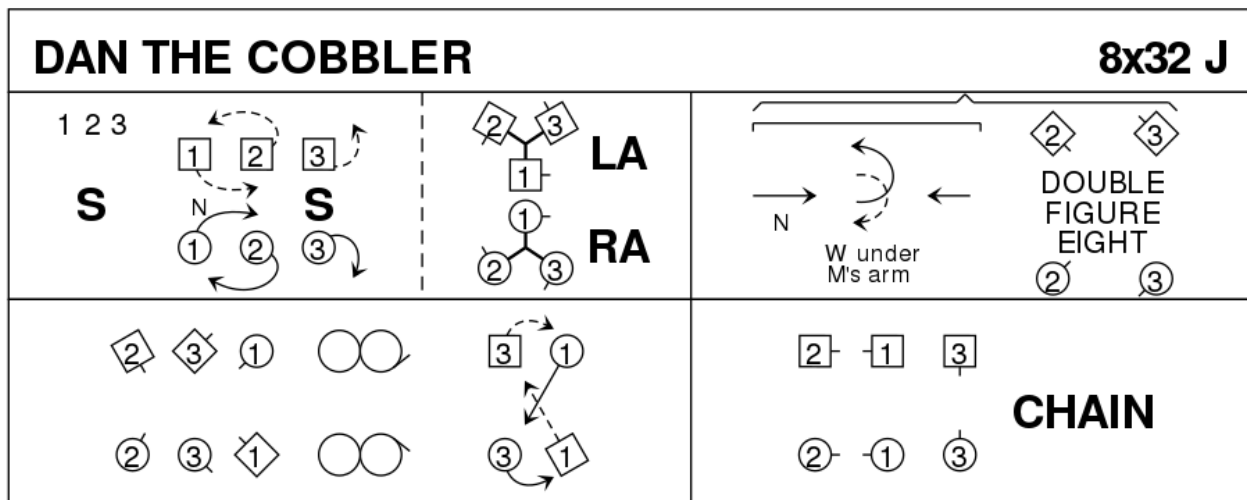 DAN THE COBBLER 8x32 J
1 2 3
S
1 2 3
N
S
1 2 3
2 3
1
LA
1
2 3
RA
N
W under
M's arm
2 3
DOUBLE
FIGURE
EIGHT
2 3
2 3 1
2 3 1
3 1
3 1
2 1 3
CHAIN
2 1 3